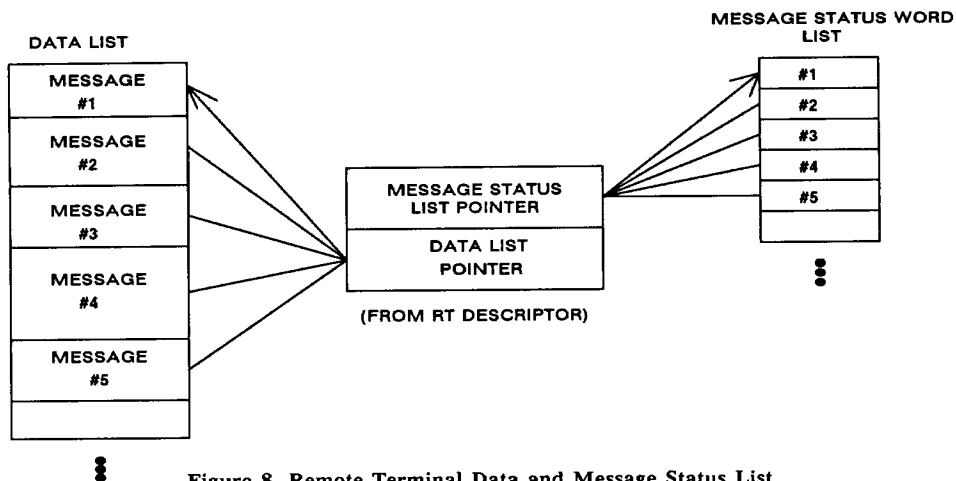 DATA LIST
MESSAGE
#1
MESSAGE
#2
MESSAGE
#3
MESSAGE
#4
MESSAGE
#5
MESSAGE STATUS
LIST POINTER
DATA LIST
POINTER
(FROM RT DESCRIPTOR)
MESSAGE STATUS WORD
LIST
#1
#2
#3
#4
#5
Figure 8. Remote Terminal Data and Message Status List